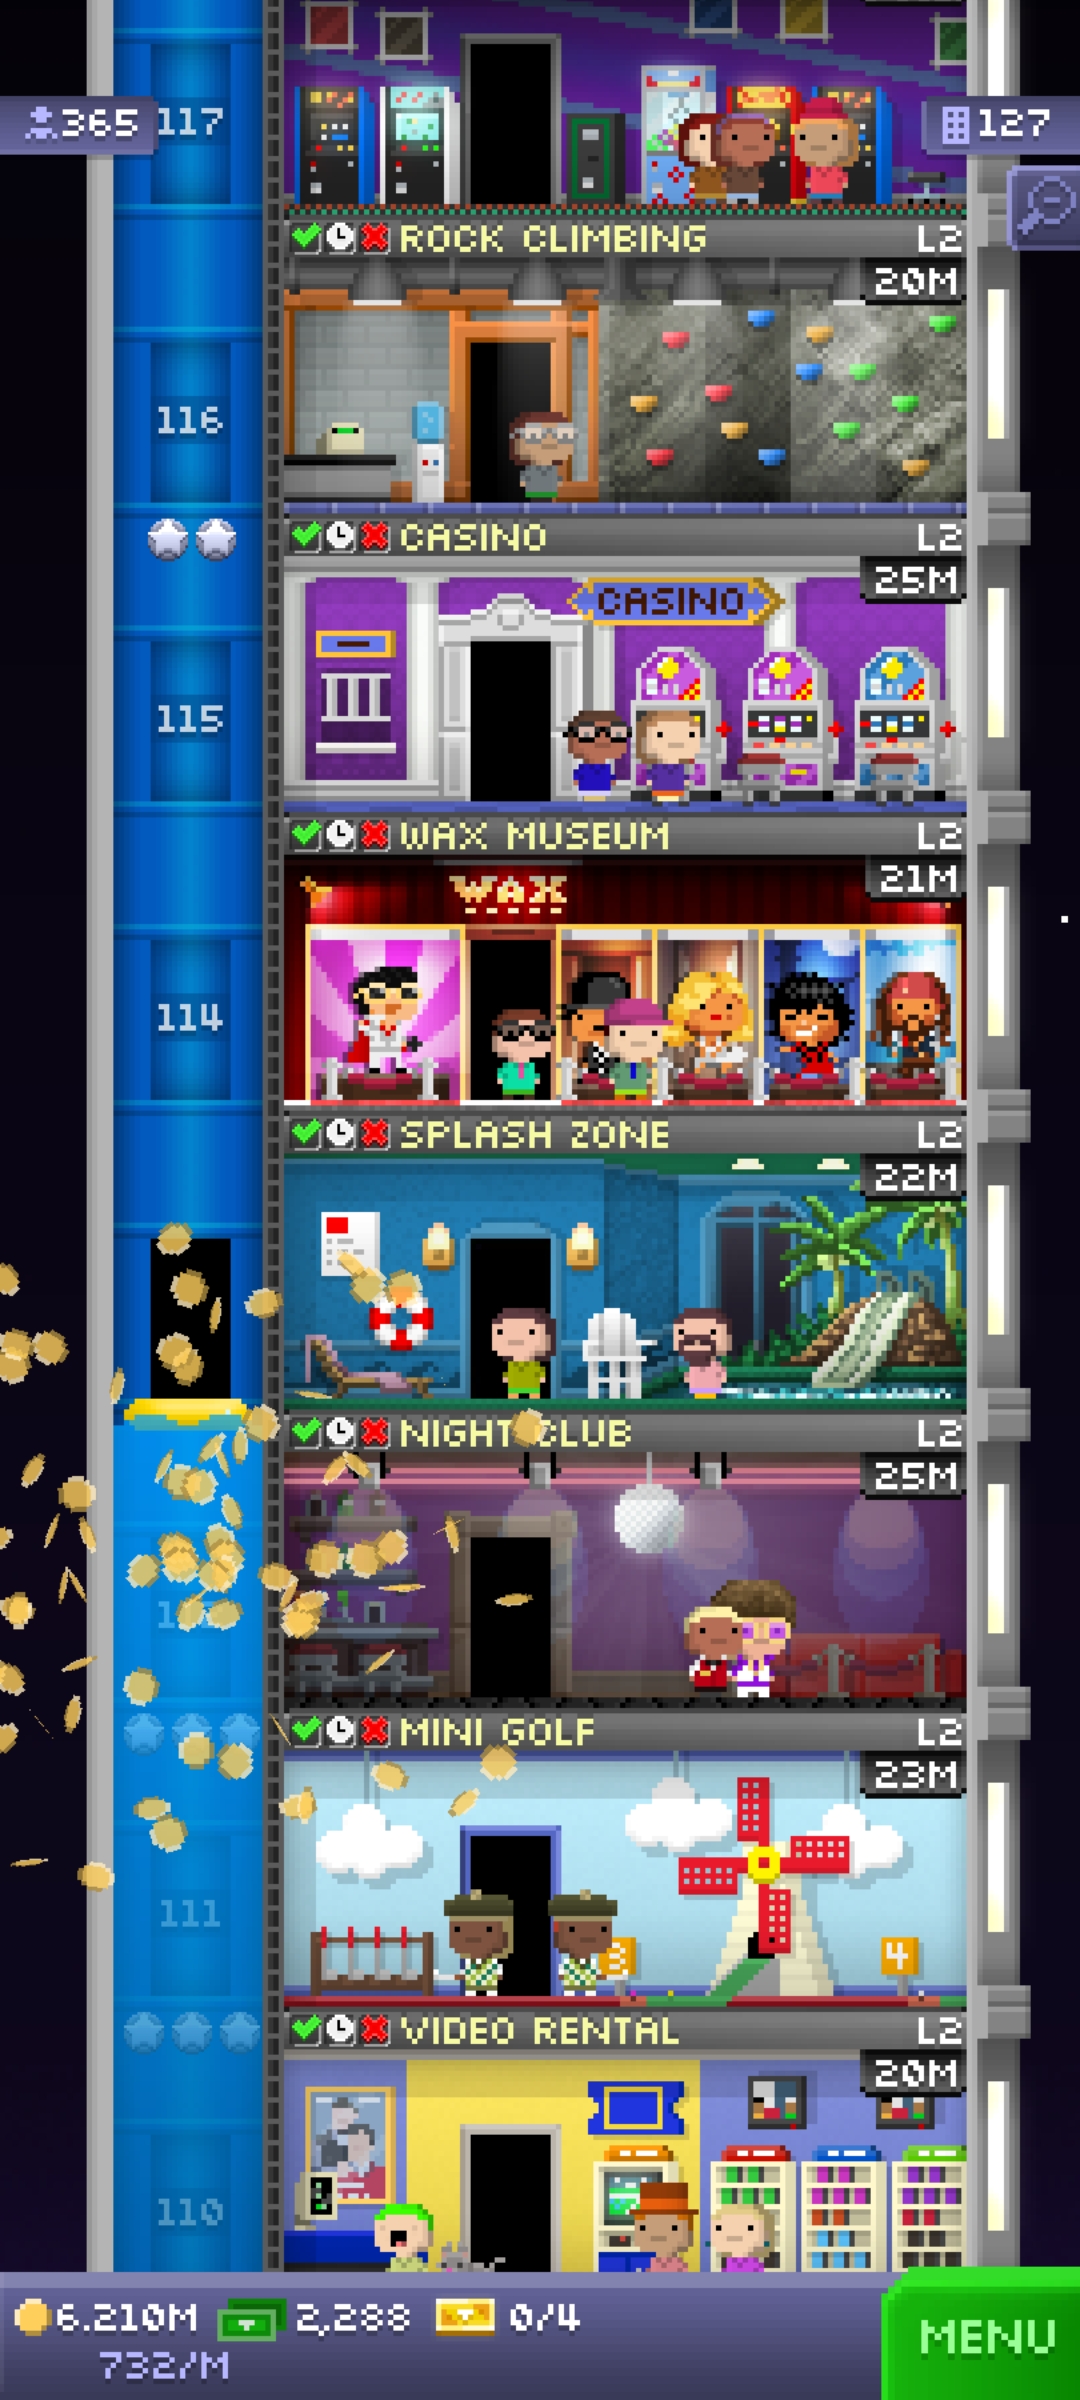 365
117
127
ROCK CLIMBING L2
20M
116
CASINO L2
25M
CASINO
115
WAX MUSEUM L2
21M
WAX
114
SPLASH ZONE L2
22M
NIGHT CLUB L2
25M
MINI GOLF L2
23M
111
3
4
VIDEO RENTAL L2
20M
110
6.210M 2,288 0/4
732/M
MENU